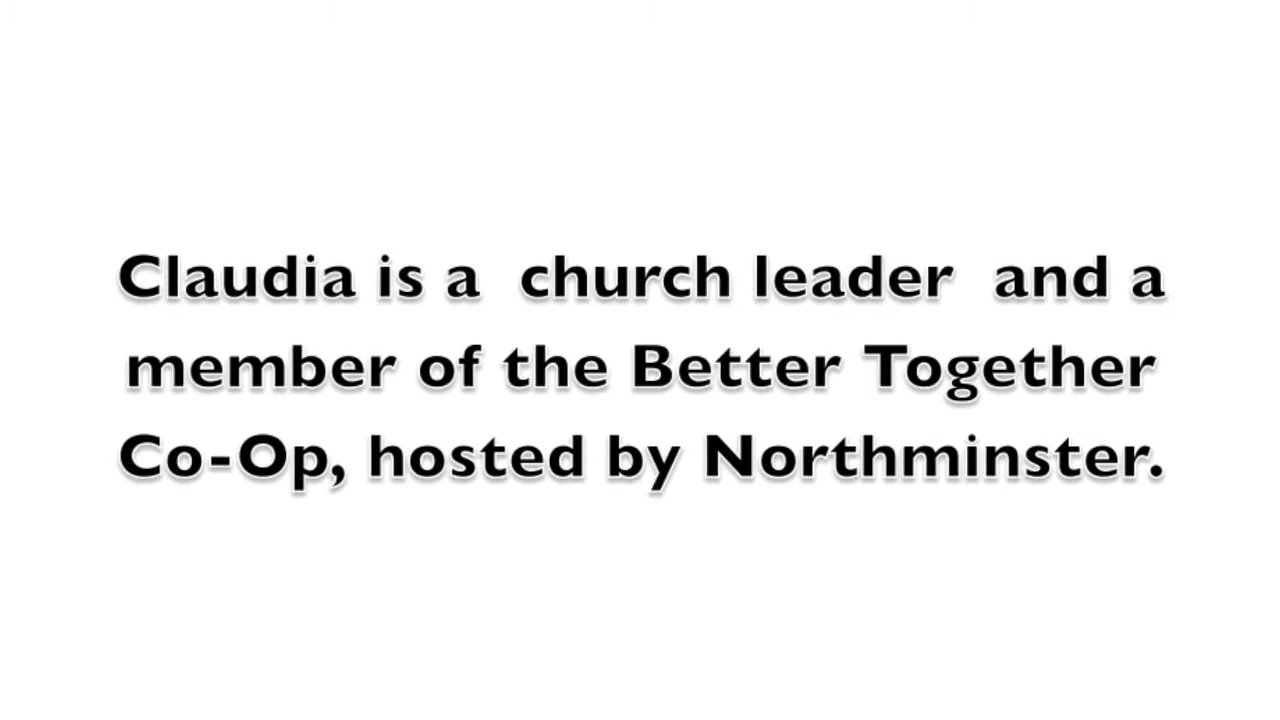 Claudia is a  church leader  and a
member of the Better Together
Co-Op, hosted by Northminster.